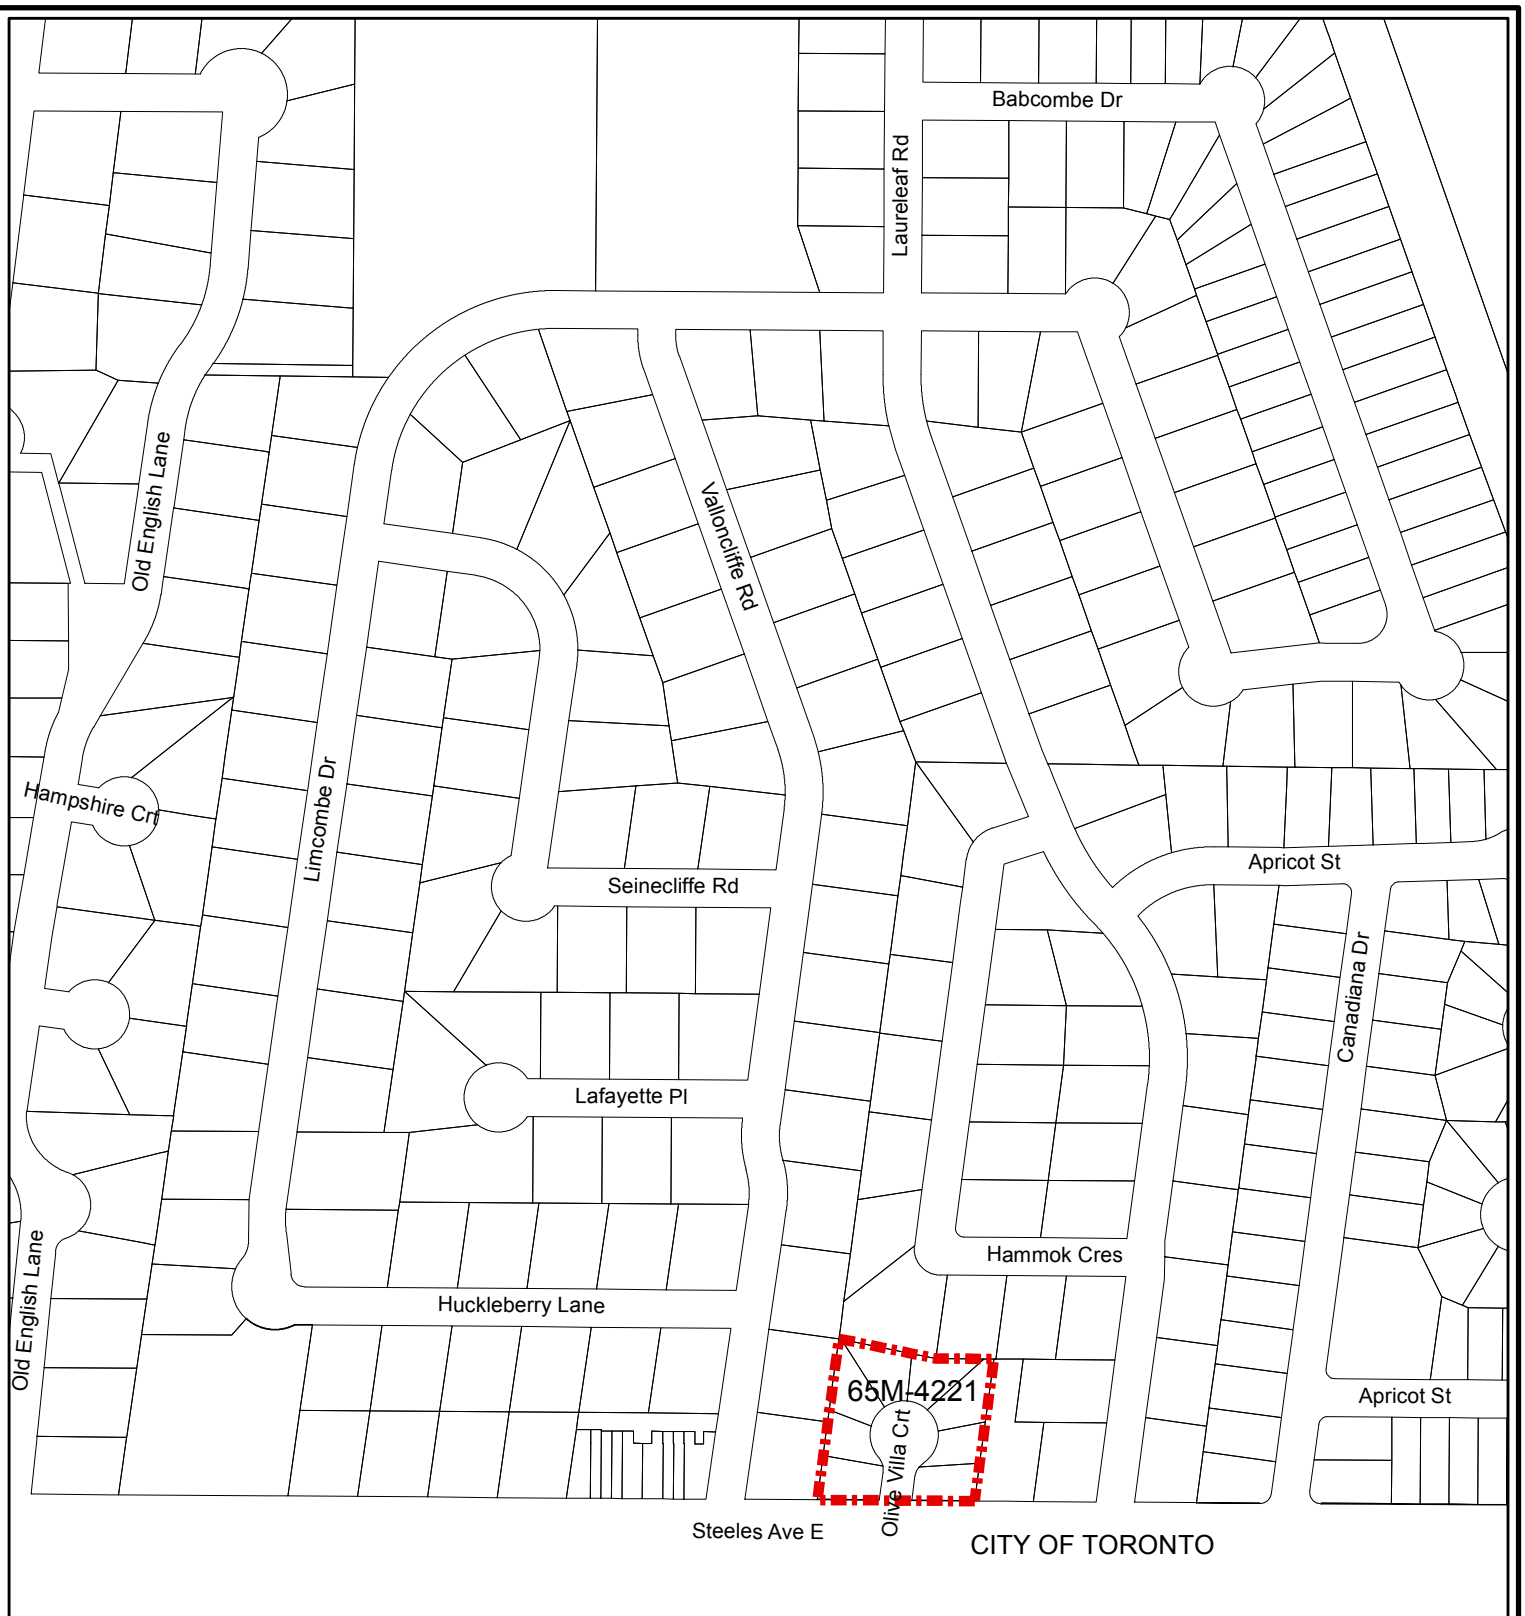 Babcombe Dr
Laureleaf Rd
Old English Lane
Valloncliffe Rd
Hampshire Crt
Limcombe Dr
Seinecliffe Rd
Apricot St
Canadiana Dr
Lafayette Pl
Hammok Cres
Old English Lane
Huckleberry Lane
65M-4221
Apricot St
Olive Villa Crt
Steeles Ave E
CITY OF TORONTO